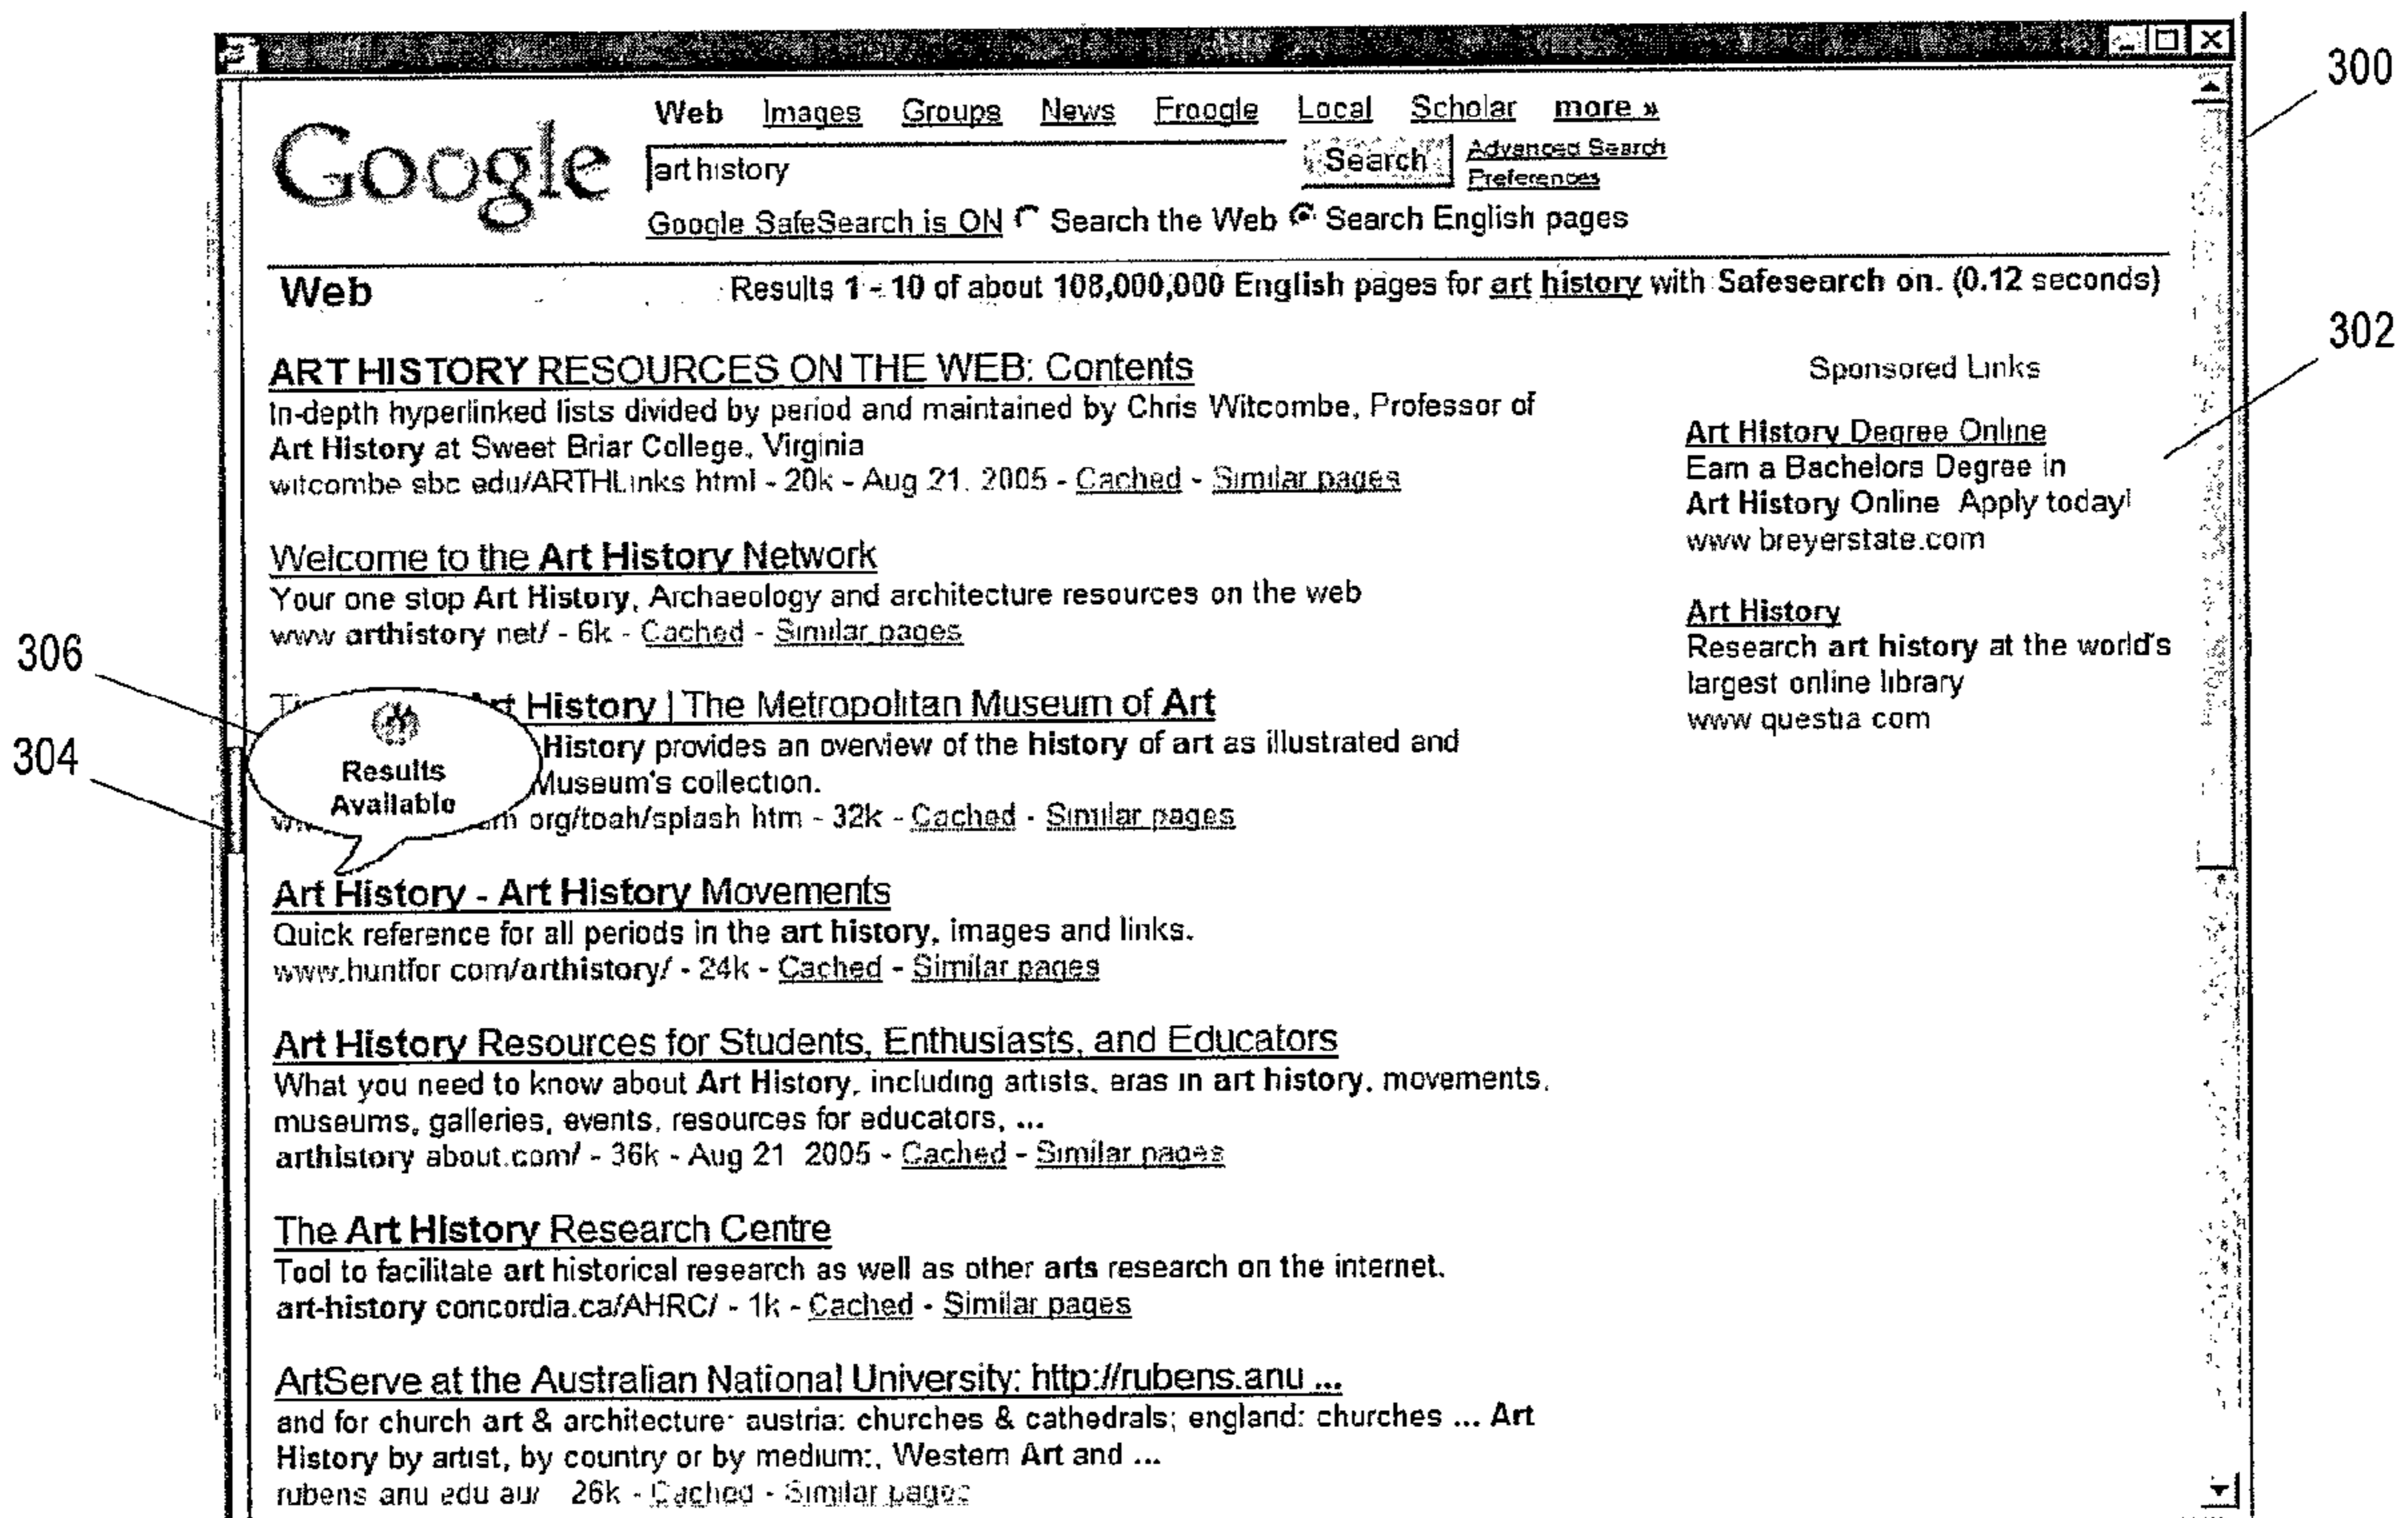 300
Web Images Groups News Froogle Local Scholar more »
Google
art history Search Advanced Search
Preferences
Google SafeSearch is ON Search the Web Search English pages
Web Results 1 - 10 of about 108,000,000 English pages for art history with Safesearch on. (0.12 seconds)
302
ART HISTORY RESOURCES ON THE WEB: Contents
In-depth hyperlinked lists divided by period and maintained by Chris Witcombe, Professor of
Art History at Sweet Briar College, Virginia
witcombe sbc edu/ARTHLinks html - 20k - Aug 21, 2005 - Cached - Similar pages
Sponsored Links
Art History Degree Online
Earn a Bachelors Degree in
Art History Online Apply today!
www breyerstate.com
Art History
Research art history at the world's
largest online library
www questia com
Welcome to the Art History Network
Your one stop Art History, Archaeology and architecture resources on the web
www arthistory net/ - 6k - Cached - Similar pages
306
304
Results
Available
Art History | The Metropolitan Museum of Art
History provides an overview of the history of art as illustrated and
Museum's collection.
org/toah/splash htm - 32k - Cached - Similar pages
Art History - Art History Movements
Quick reference for all periods in the art history, images and links.
www.huntfor com/arthistory/ - 24k - Cached - Similar pages
Art History Resources for Students, Enthusiasts, and Educators
What you need to know about Art History, including artists, eras in art history, movements,
museums, galleries, events, resources for educators, ...
arthistory about.com/ - 36k - Aug 21 2005 - Cached - Similar pages
The Art History Research Centre
Tool to facilitate art historical research as well as other arts research on the internet.
art-history concordia.ca/AHRC/ - 1k - Cached - Similar pages
ArtServe at the Australian National University: http://rubens.anu ...
and for church art & architecture: austria: churches & cathedrals; england: churches ... Art
History by artist, by country or by medium:, Western Art and ...
rubens anu edu au/ 26k - Cached - Similar pages